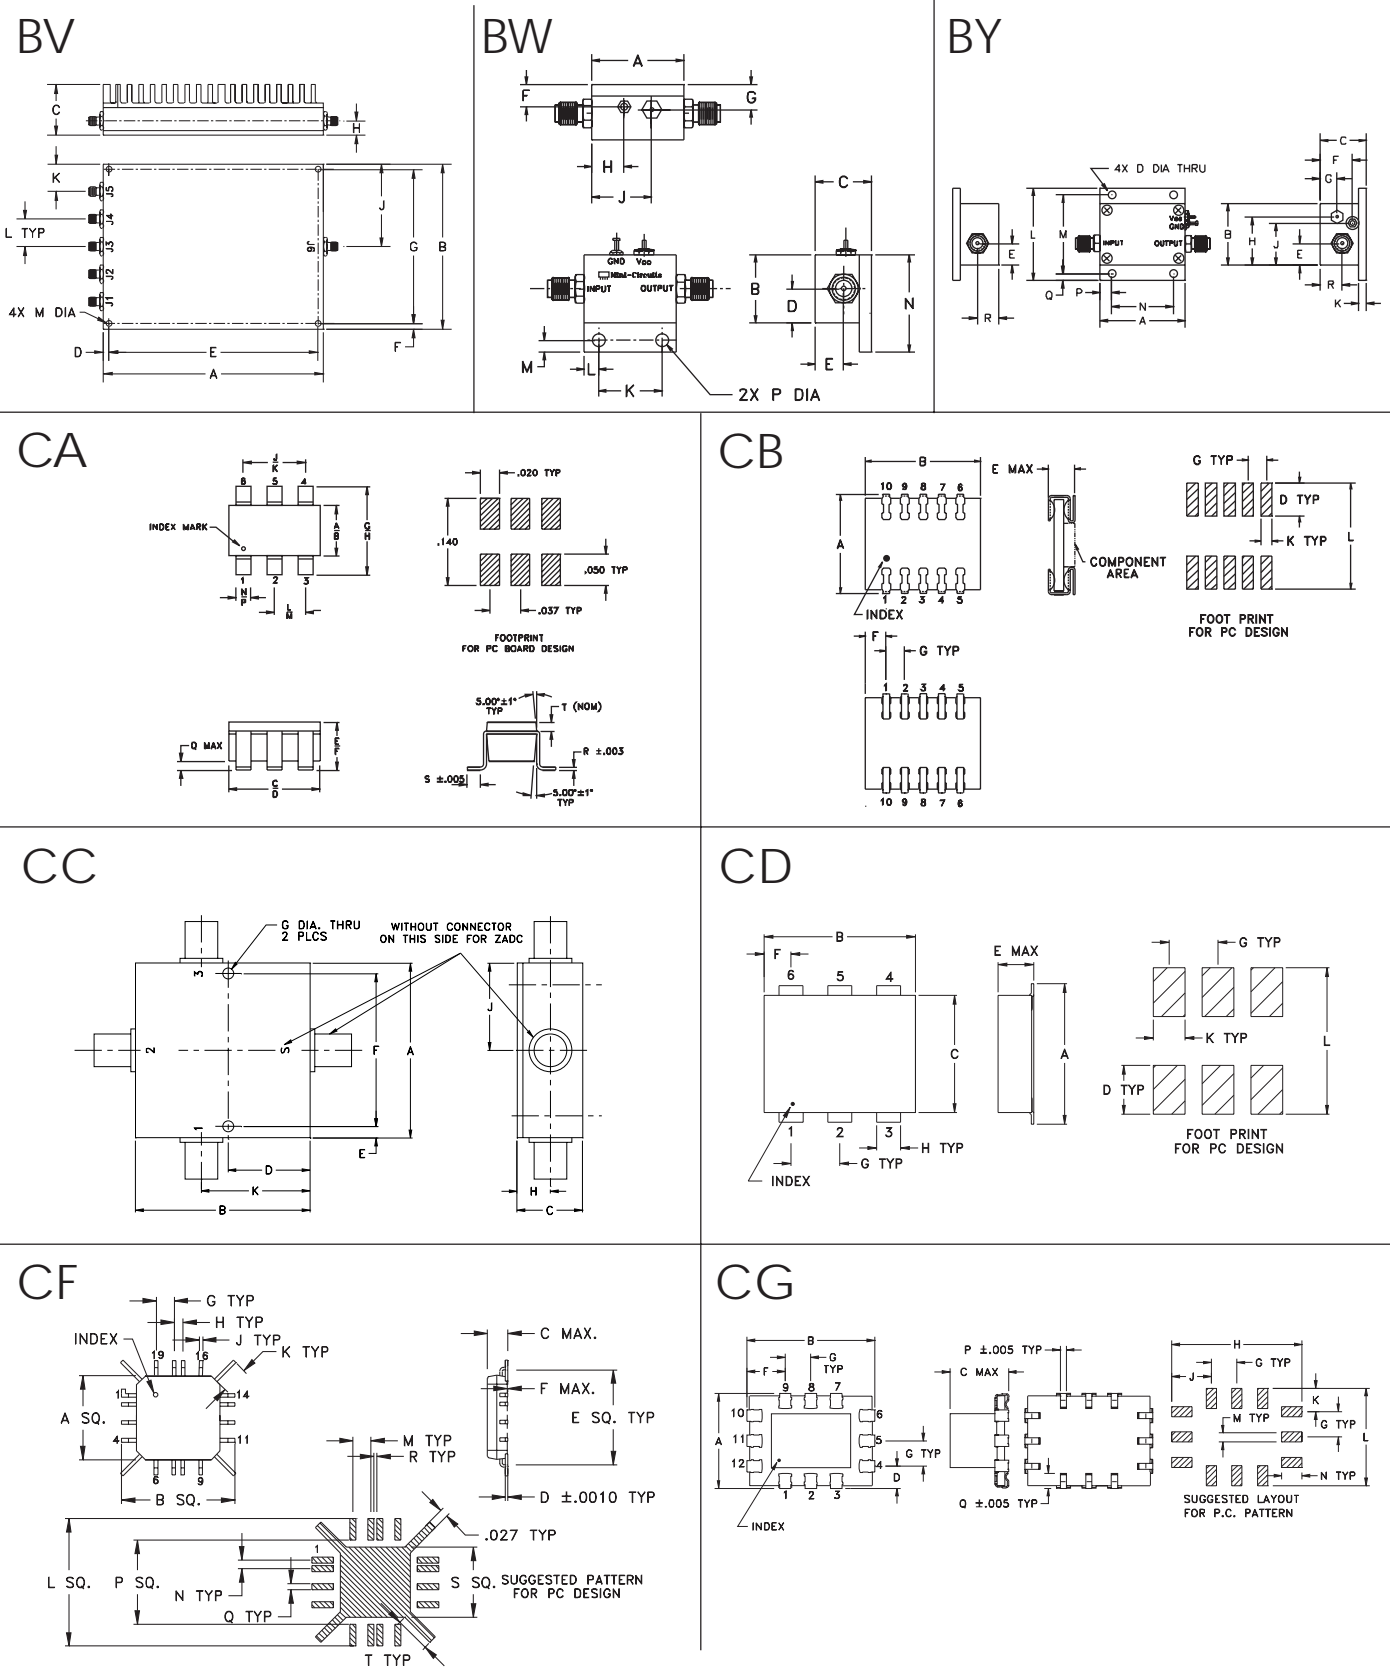 BV
C
H
K
J5
J4
L TYP
J3
J2
J1
4X M DIA
D
E
A
F
J
G
B
J6
BW
A
F
G
H
J
C
GND VDD
Mini-Circuits
INPUT OUTPUT
B
D
N
M
L
K
E
2X P DIA
BY
4X D DIA THRU
C
F
G
L
M
VDD
GND
INPUT OUTPUT
B
H
J
E
E
Q
P
N
A
R
R
K
CA
J
K
6 5 4
INDEX MARK
A
B
G
H
1 2 3
N
P
L
M
.020 TYP
.140
.050 TYP
.037 TYP
FOOTPRINT
FOR PC BOARD DESIGN
Q MAX
E
F
C
D
5.00°±1°
TYP
T (NOM)
R ±.003
S ±.005
5.00°±1°
TYP
CB
B
10 9 8 7 6
A
1 2 3 4 5
INDEX
E MAX
COMPONENT
AREA
G TYP
D TYP
K TYP
L
FOOT PRINT
FOR PC DESIGN
F
G TYP
1 2 3 4 5
10 9 8 7 6
CC
G DIA. THRU
2 PLCS
WITHOUT CONNECTOR
ON THIS SIDE FOR ZADC
3
2
S
1
F
A
E
D
K
B
J
H
C
CD
B
F
6 5 4
C
1 2 3
H TYP
G TYP
INDEX
E MAX
A
G TYP
K TYP
D TYP
L
FOOT PRINT
FOR PC DESIGN
CF
G TYP
H TYP
INDEX
J TYP
19 16
K TYP
1 14
A SQ.
4 11
6 9
B SQ.
C MAX.
F MAX.
E SQ. TYP
D ±.0010 TYP
M TYP
R TYP
.027 TYP
1
L SQ.
P SQ.
N TYP
Q TYP
S SQ.
SUGGESTED PATTERN
FOR PC DESIGN
T TYP
CG
B
F
G
TYP
9 8 7
10 6
A
11 5
12 4
G TYP
D
1 2 3
INDEX
P ±.005 TYP
C MAX
Q ±.005 TYP
H
G TYP
J
K
M TYP
G TYP
L
N TYP
SUGGESTED LAYOUT
FOR P.C. PATTERN